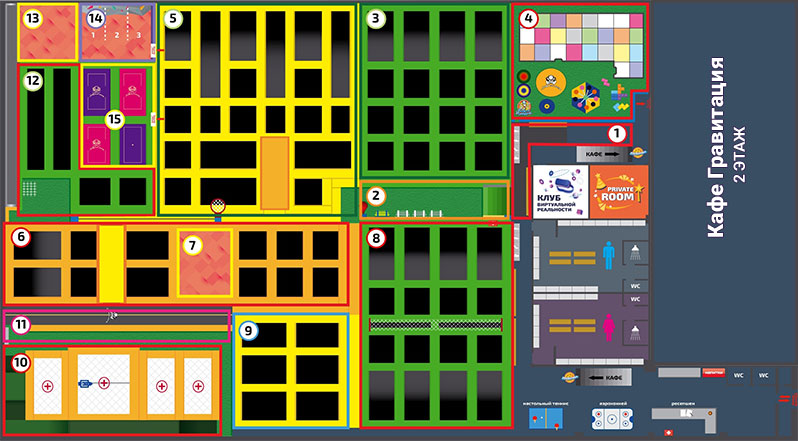 13
14
1 2 3
5
3
4
12
15
1
КАФЕ
КЛУБ
ВИРТУАЛЬНОЙ
РЕАЛЬНОСТИ
PRIVATE
ROOM
Кафе Гравитация
2 ЭТАЖ
2
6
7
8
WC
WC
11
9
10
КАФЕ
WC
WC
настольный теннис
аэрохоккей
ресепшен